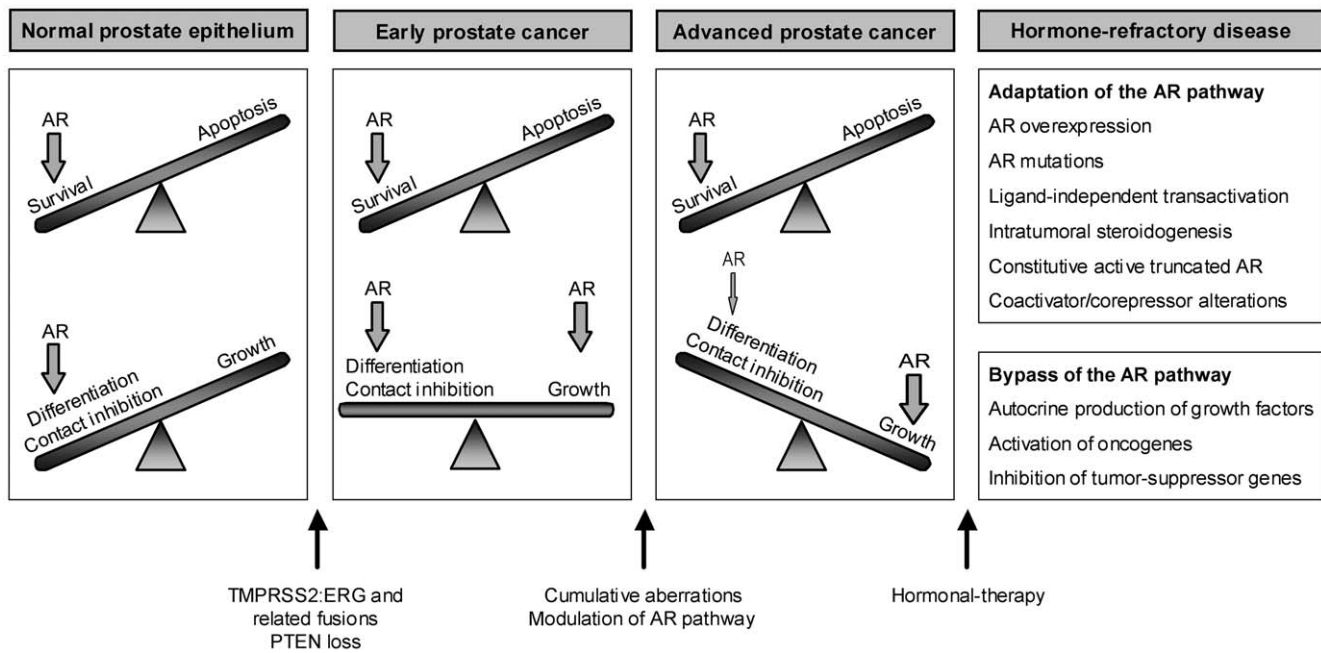 Normal prostate epithelium
Early prostate cancer
Advanced prostate cancer
Hormone-refractory disease
AR
Survival
Apoptosis
AR
Differentiation
Contact inhibition
Growth
AR
Survival
Apoptosis
AR
AR
Differentiation
Contact inhibition
Growth
AR
Survival
Apoptosis
AR
Differentiation
Contact inhibition
AR
Growth
Adaptation of the AR pathway
AR overexpression
AR mutations
Ligand-independent transactivation
Intratumoral steroidogenesis
Constitutive active truncated AR
Coactivator/corepressor alterations
Bypass of the AR pathway
Autocrine production of growth factors
Activation of oncogenes
Inhibition of tumor-suppressor genes
TMPRSS2:ERG and
related fusions
PTEN loss
Cumulative aberrations
Modulation of AR pathway
Hormonal-therapy